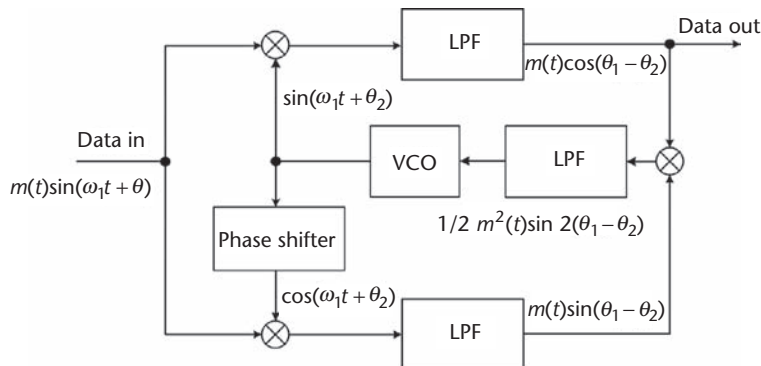 LPF
Data out
m(t)cos(θ₁ − θ₂)
sin(ω₁t + θ₂)
Data in
VCO
LPF
m(t)sin(ω₁t + θ)
1/2 m²(t)sin 2(θ₁ − θ₂)
Phase shifter
cos(ω₁t + θ₂)
m(t)sin(θ₁ − θ₂)
LPF